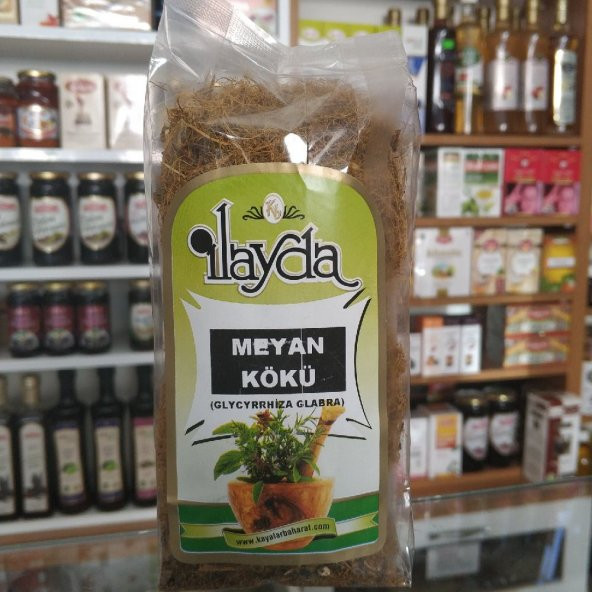 ilayda
MEYAN
KÖKÜ
(GLYCYRRHIZA GLABRA)
www.kayalarbaharat.com